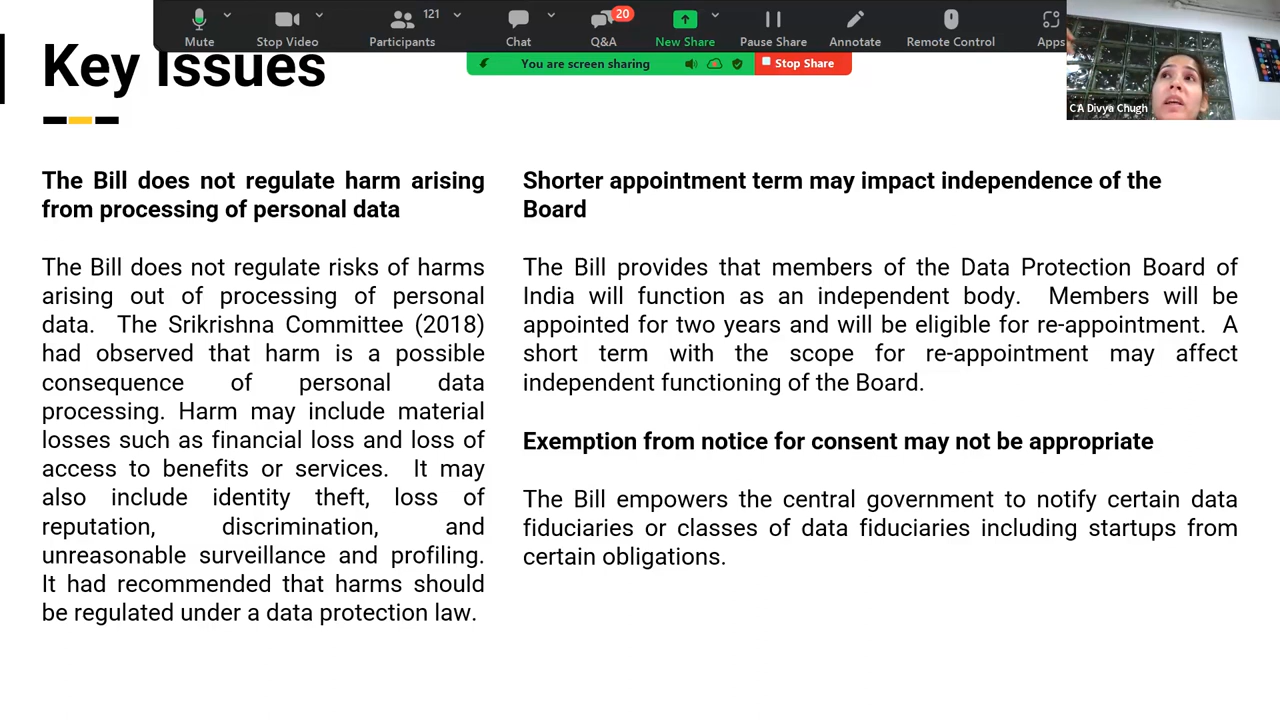 121
20
Mute
Stop Video
Participants
Chat
Q&A
New Share
Pause Share
Annotate
Remote Control
Apps
You are screen sharing
Stop Share
CA Divya Chugh
Key Issues
The Bill does not regulate harm arising
from processing of personal data
The Bill does not regulate risks of harms
arising out of processing of personal
data. The Srikrishna Committee (2018)
had observed that harm is a possible
consequence of personal data
processing. Harm may include material
losses such as financial loss and loss of
access to benefits or services. It may
also include identity theft, loss of
reputation, discrimination, and
unreasonable surveillance and profiling.
It had recommended that harms should
be regulated under a data protection law.
Shorter appointment term may impact independence of the
Board
The Bill provides that members of the Data Protection Board of
India will function as an independent body. Members will be
appointed for two years and will be eligible for re-appointment. A
short term with the scope for re-appointment may affect
independent functioning of the Board.
Exemption from notice for consent may not be appropriate
The Bill empowers the central government to notify certain data
fiduciaries or classes of data fiduciaries including startups from
certain obligations.